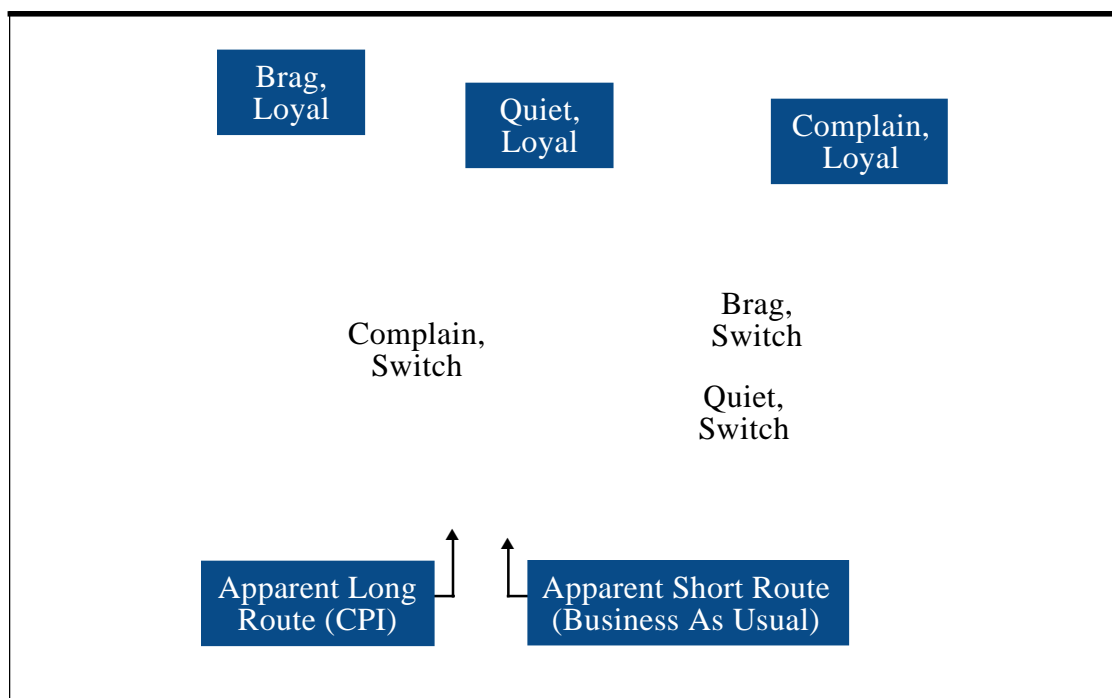 Brag,
Loyal
Quiet,
Loyal
Complain,
Loyal
Brag,
Switch
Complain,
Switch
Quiet,
Switch
Apparent Long
Route (CPI)
Apparent Short Route
(Business As Usual)